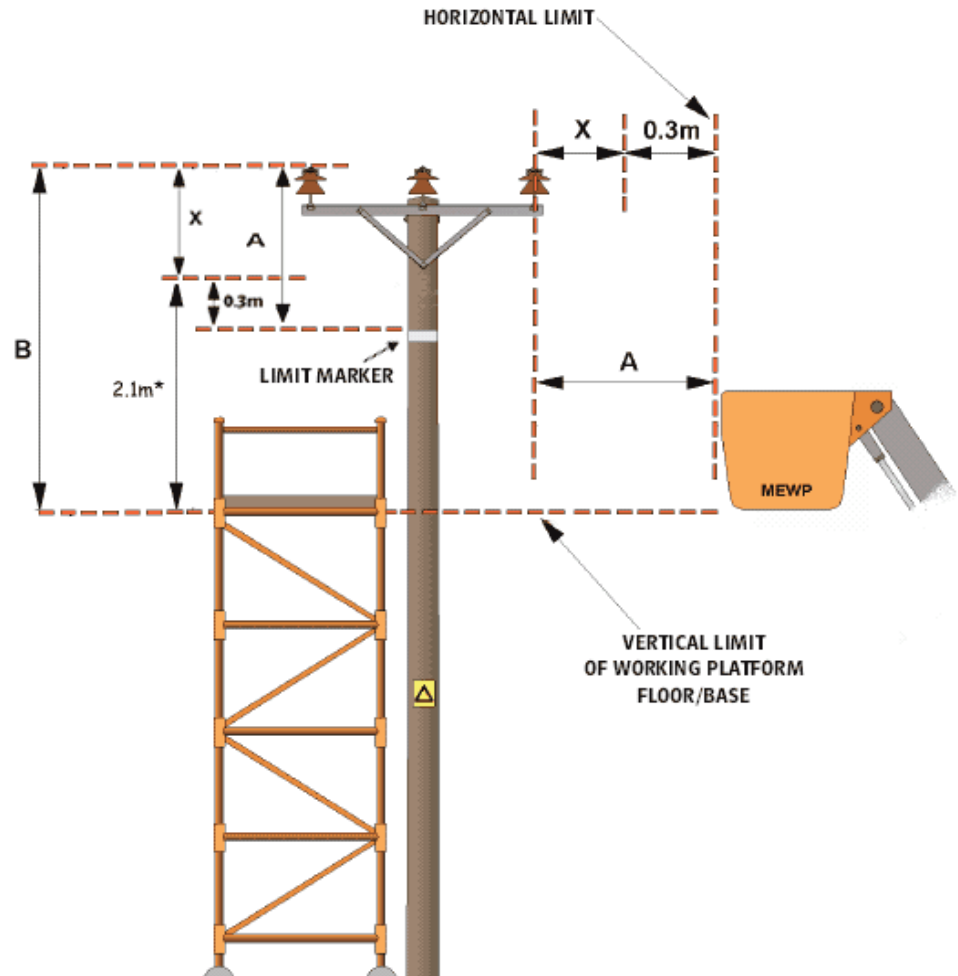 HORIZONTAL LIMIT
X
0.3m
X
A
0.3m
B
LIMIT MARKER
A
2.1m*
MEWP
VERTICAL LIMIT
OF WORKING PLATFORM
FLOOR/BASE